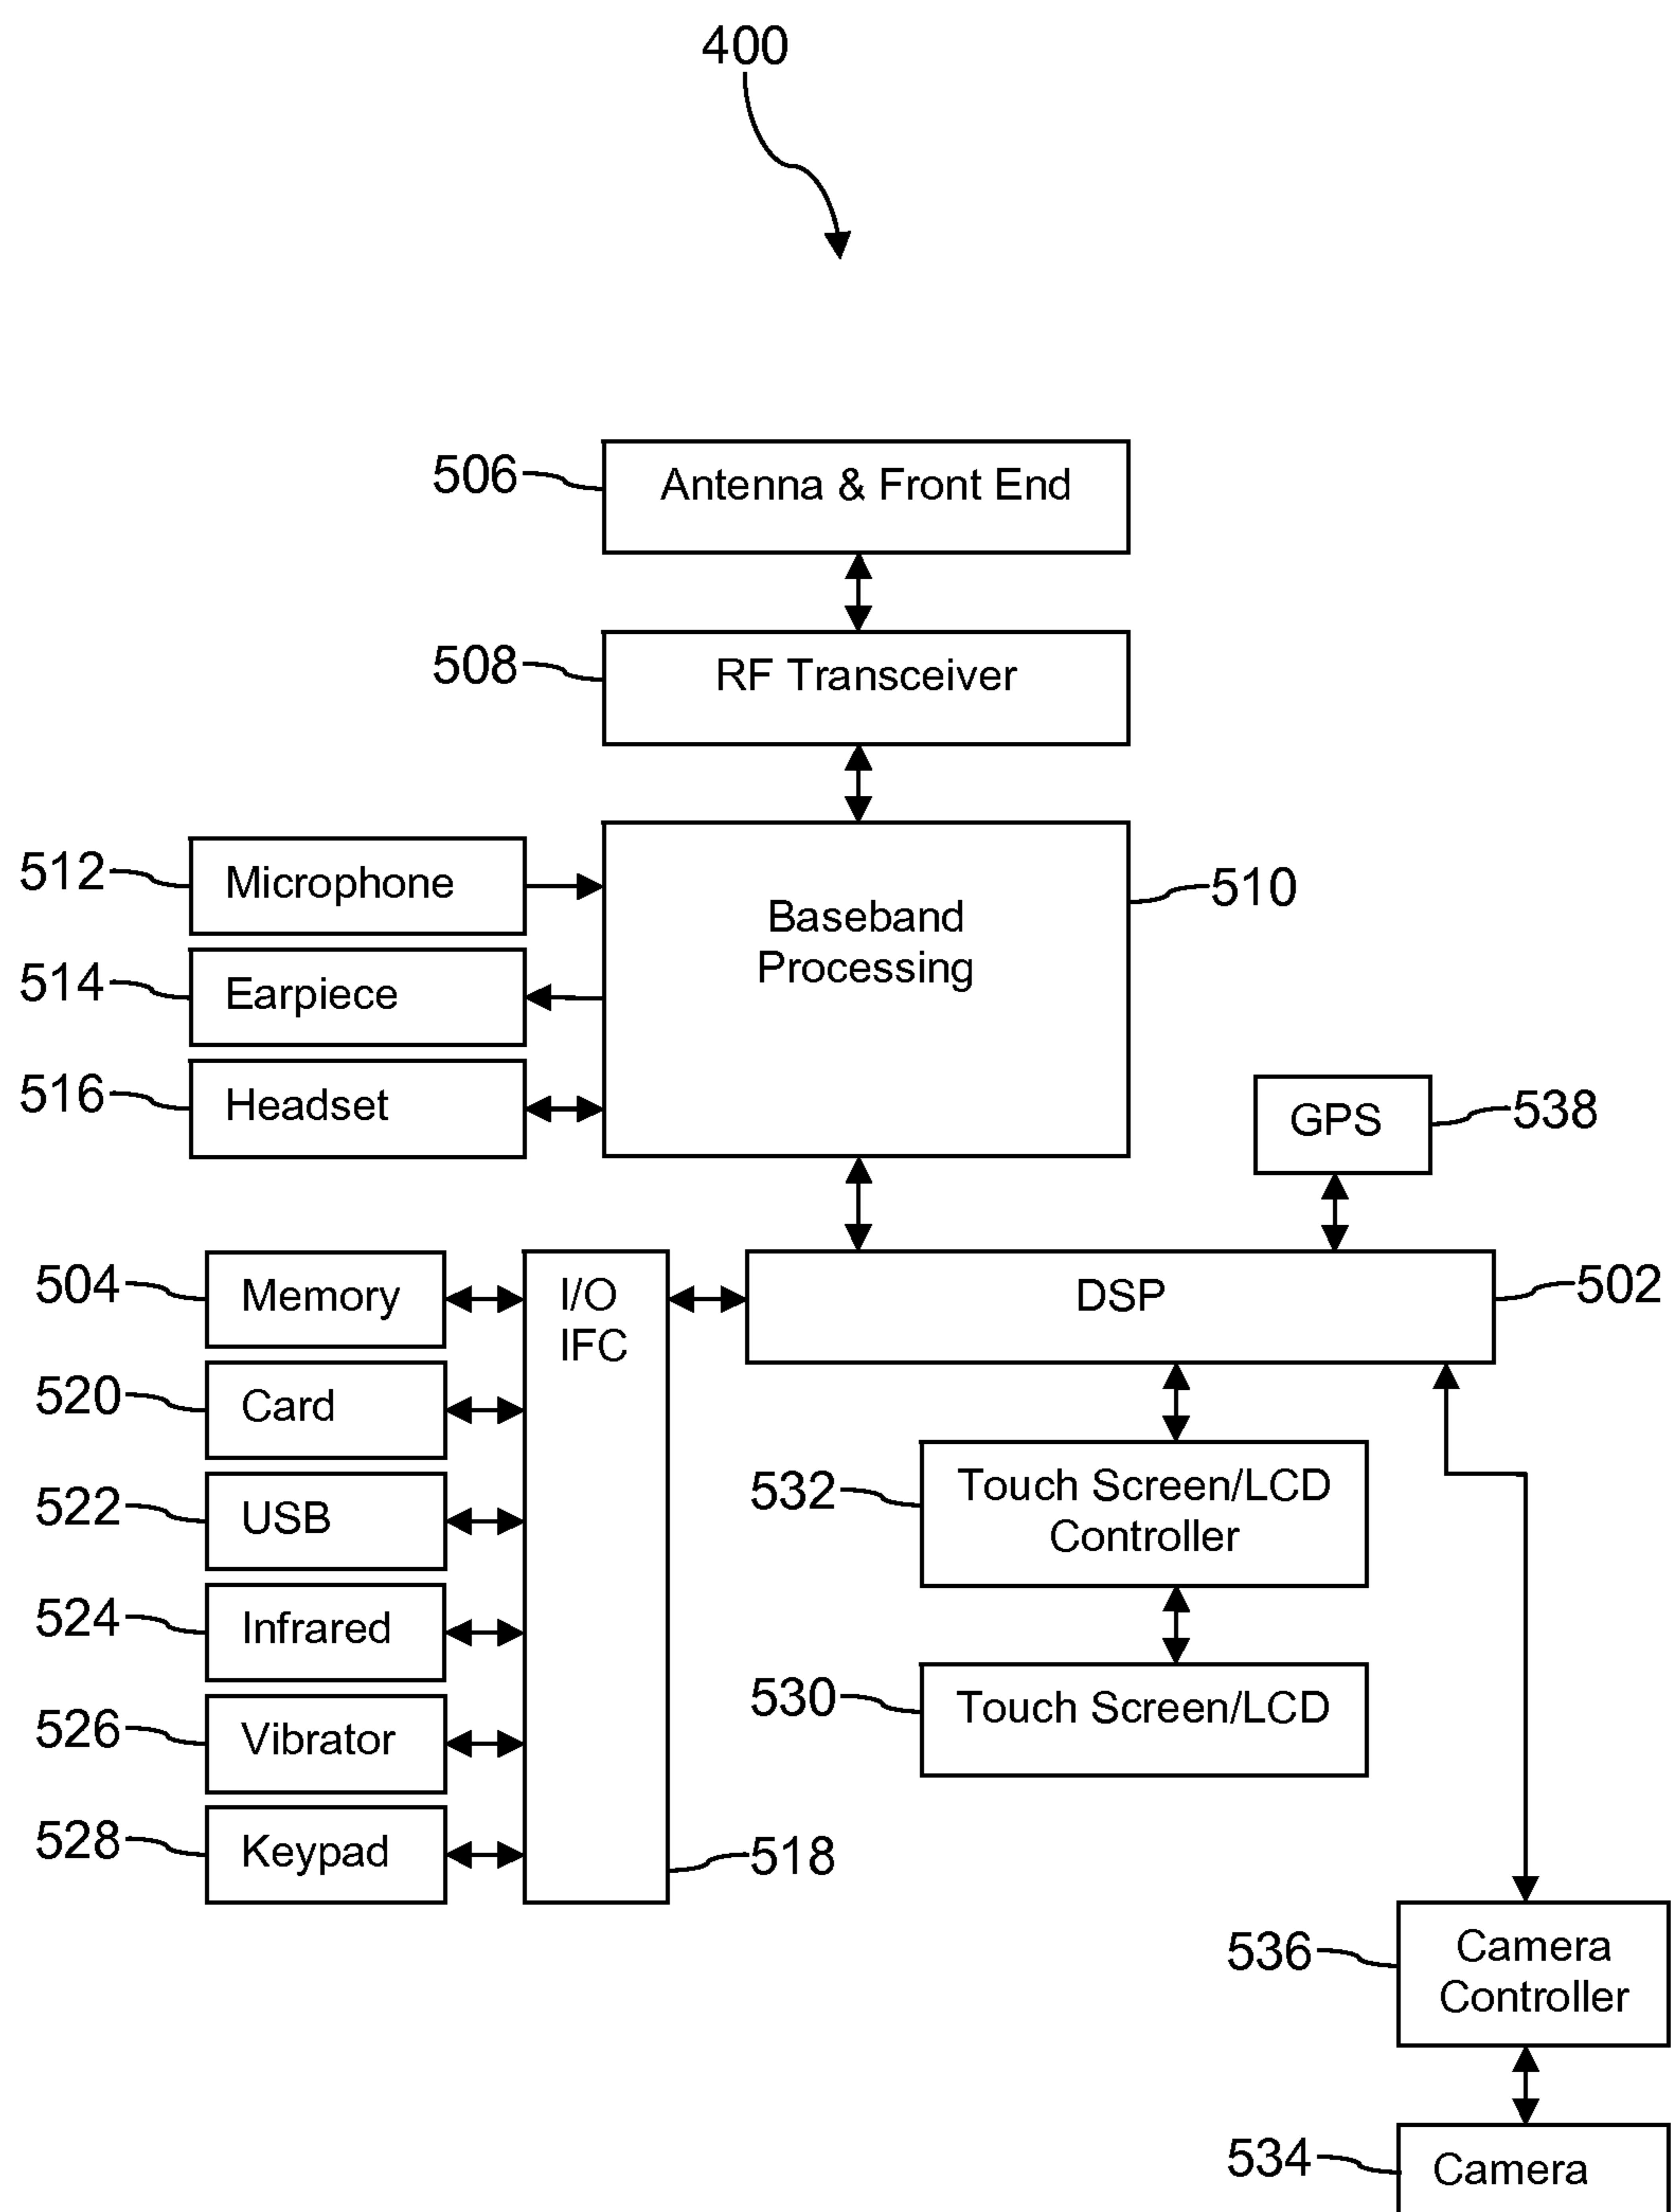 400
506
Antenna & Front End
508
RF Transceiver
512
Microphone
Baseband
Processing
510
514
Earpiece
516
Headset
GPS
538
504
Memory
I/O
IFC
DSP
502
520
Card
522
USB
532
Touch Screen/LCD
Controller
524
Infrared
530
Touch Screen/LCD
526
Vibrator
528
Keypad
518
536
Camera
Controller
534
Camera